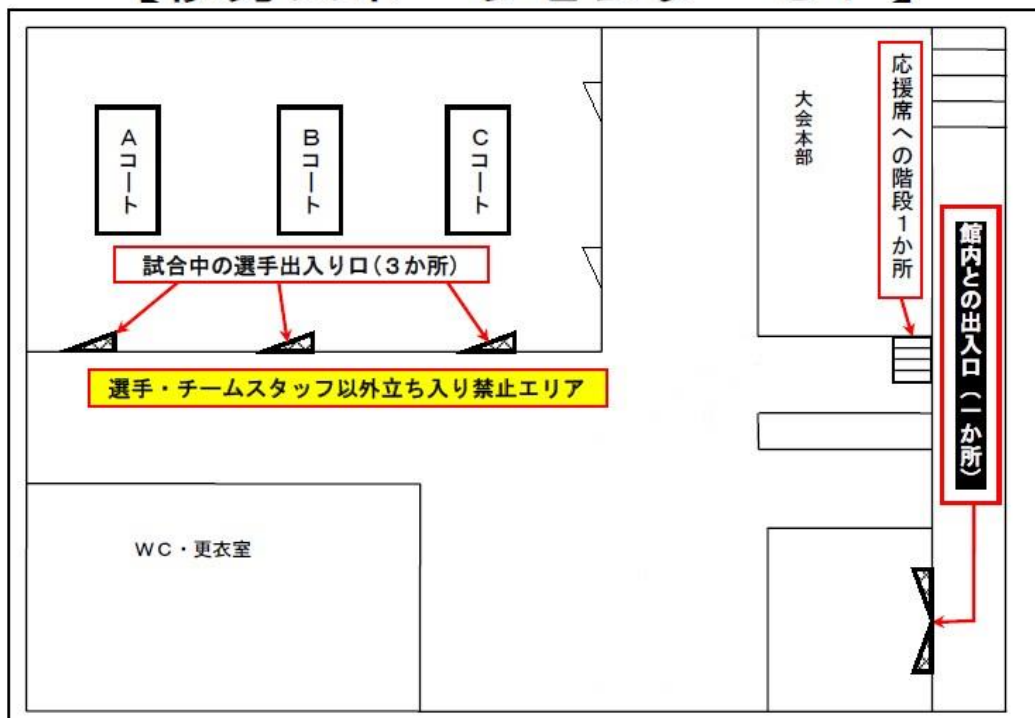 Aコート
Bコート
Cコート
試合中の選手出入り口(3か所)
選手・チームスタッフ以外立ち入り禁止エリア
WC・更衣室
大会本部
応援席への階段1か所
館内との出入口(一か所)